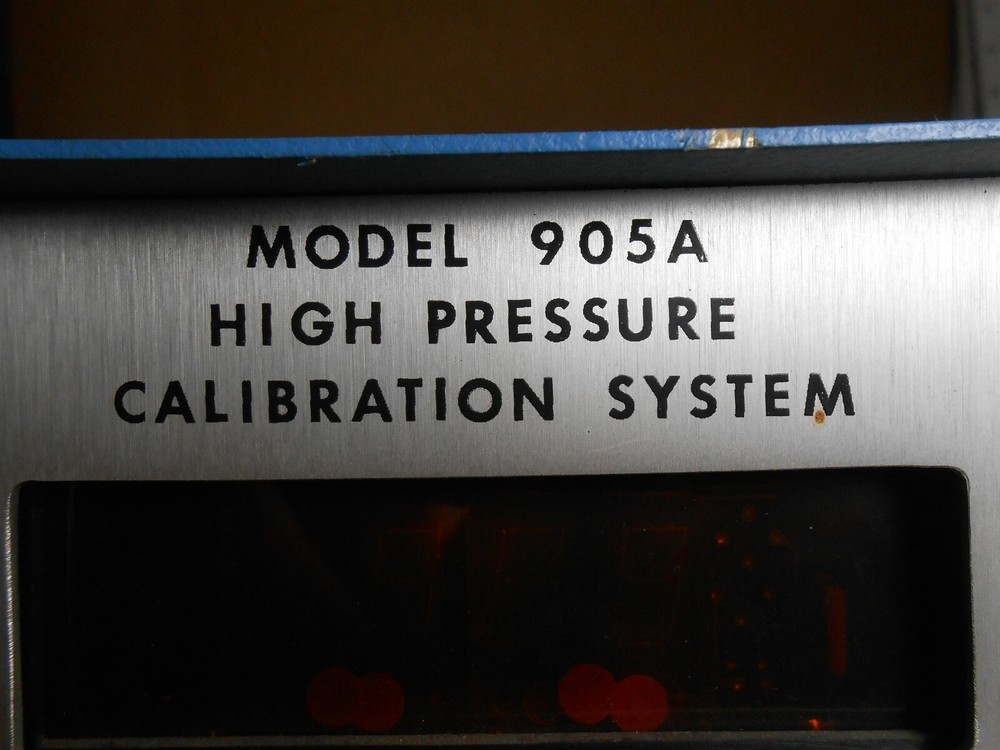 MODEL 905A
HIGH PRESSURE
CALIBRATION SYSTEM